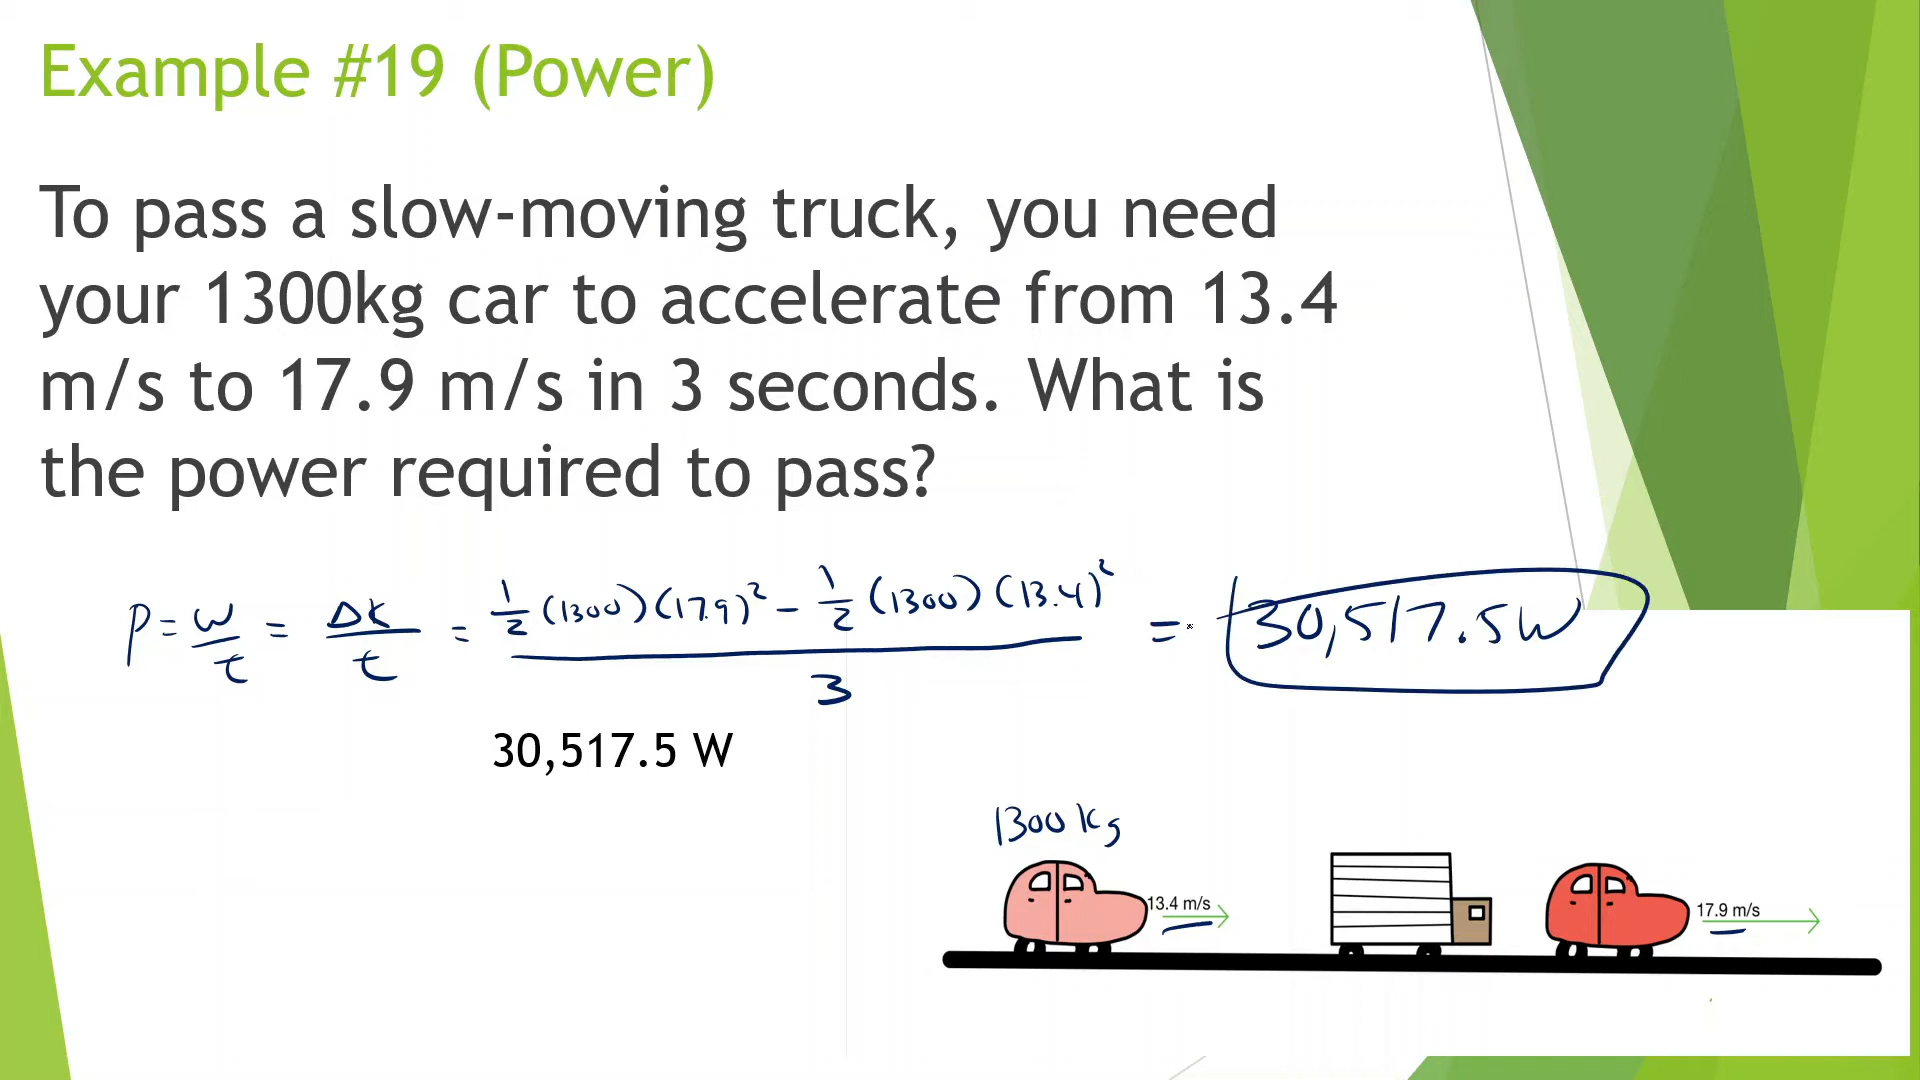 Example #19 (Power)
To pass a slow-moving truck, you need
your 1300kg car to accelerate from 13.4
m/s to 17.9 m/s in 3 seconds. What is
the power required to pass?
P = W/t = ΔK/t = (½(1300)(17.9)² - ½(1300)(13.4)²)/3 = 30,517.5W
30,517.5 W
1300 kg
13.4 m/s
17.9 m/s